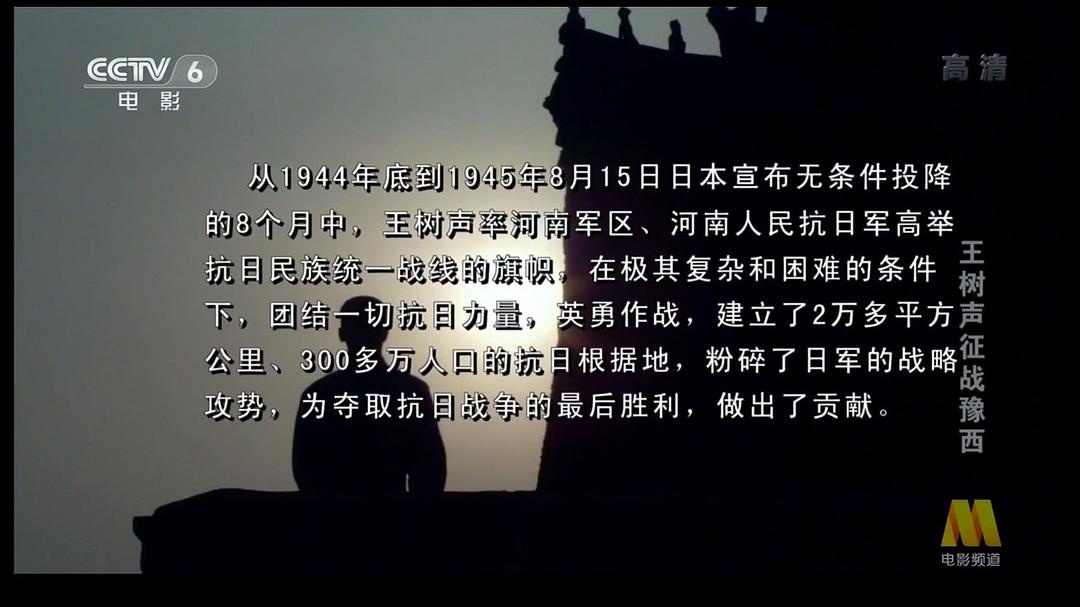 CCTV 6
电影
高清
从1944年底到1945年8月15日日本宣布无条件投降
的8个月中，王树声率河南军区、河南人民抗日军高举
抗日民族统一战线的旗帜，在极其复杂和困难的条件
下，团结一切抗日力量，英勇作战，建立了2万多平方
公里、300多万人口的抗日根据地，粉碎了日军的战略
攻势，为夺取抗日战争的最后胜利，做出了贡献。
王树声征战豫西
电影频道